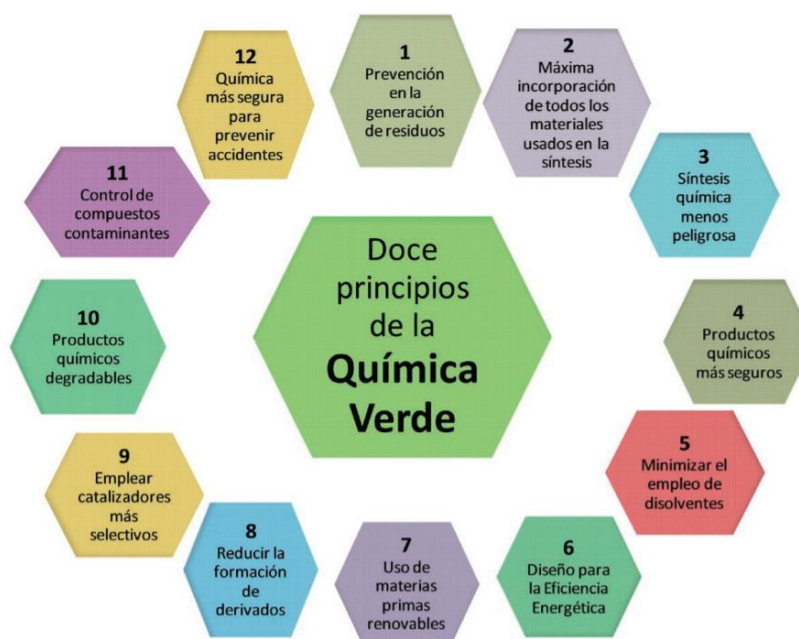 Doce
principios
de la
Química
Verde
1
Prevención
en la
generación
de residuos
2
Máxima
incorporación
de todos los
materiales
usados en la
síntesis
3
Síntesis
química
menos
peligrosa
4
Productos
químicos
más seguros
5
Minimizar el
empleo de
disolventes
6
Diseño para
la Eficiencia
Energética
7
Uso de
materias
primas
renovables
8
Reducir la
formación
de
derivados
9
Emplear
catalizadores
más
selectivos
10
Productos
químicos
degradables
11
Control de
compuestos
contaminantes
12
Química
más segura
para
prevenir
accidentes